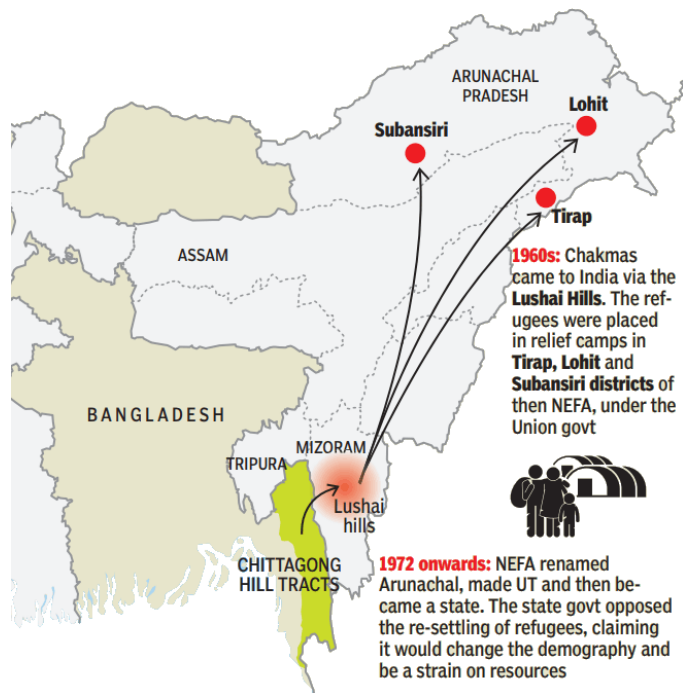 ARUNACHAL
PRADESH
Lohit
Subansiri
Tirap
ASSAM
1960s: Chakmas
came to India via the
Lushai Hills. The ref-
ugees were placed
in relief camps in
Tirap, Lohit and
Subansiri districts of
then NEFA, under the
Union govt
BANGLADESH
MIZORAM
TRIPURA
Lushai
hills
CHITTAGONG
HILL TRACTS
1972 onwards: NEFA renamed
Arunachal, made UT and then be-
came a state. The state govt opposed
the re-settling of refugees, claiming
it would change the demography and
be a strain on resources